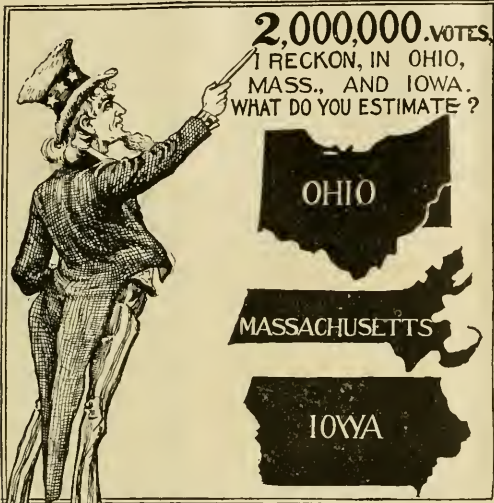 2,000,000. VOTES,
I RECKON, IN OHIO,
MASS., AND IOWA.
WHAT DO YOU ESTIMATE?
OHIO
MASSACHUSETTS
IOWA